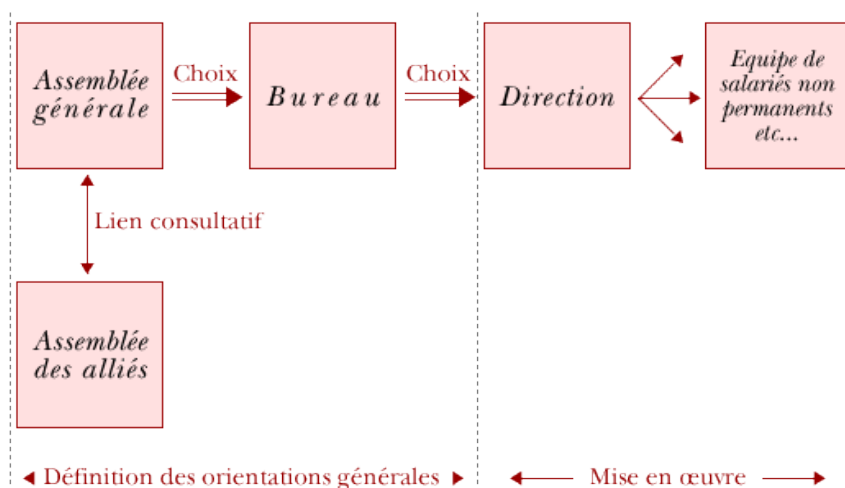 Assemblée
générale
Choix
Bureau
Choix
Direction
Equipe de
salariés non
permanents
etc...
Lien consultatif
Assemblée
des alliés
Définition des orientations générales
Mise en œuvre